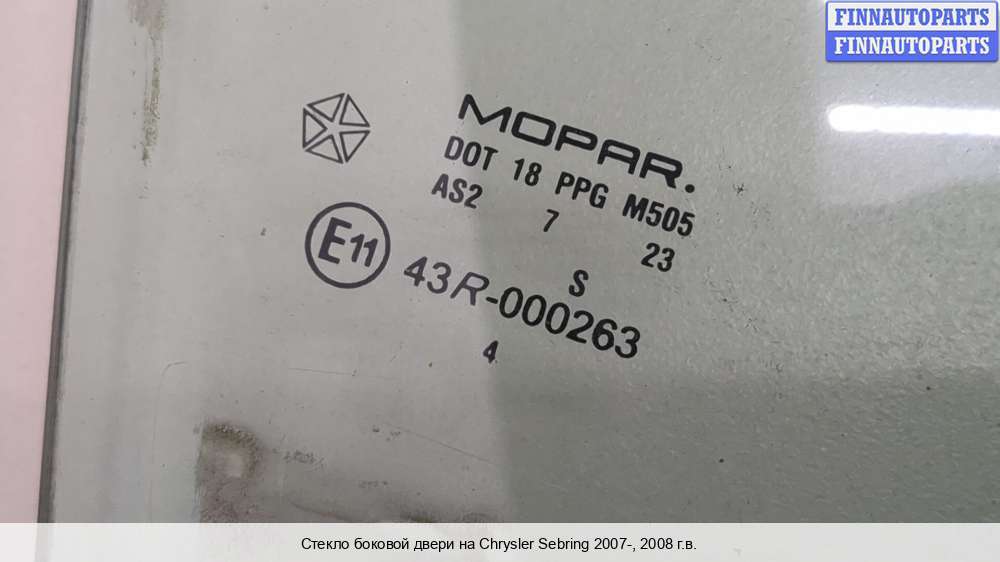 FINNAUTOPARTS
FINNAUTOPARTS
MOPAR.
DOT 18 PPG M505
AS2 7 23
S
E11 43R-000263
4
Стекло боковой двери на Chrysler Sebring 2007-, 2008 г.в.